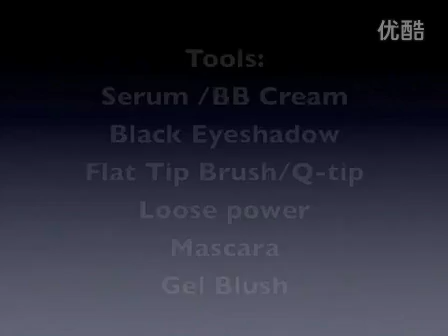 优酷
Tools:
Serum /BB Cream
Black Eyeshadow
Flat Tip Brush/Q-tip
Loose power
Mascara
Gel Blush